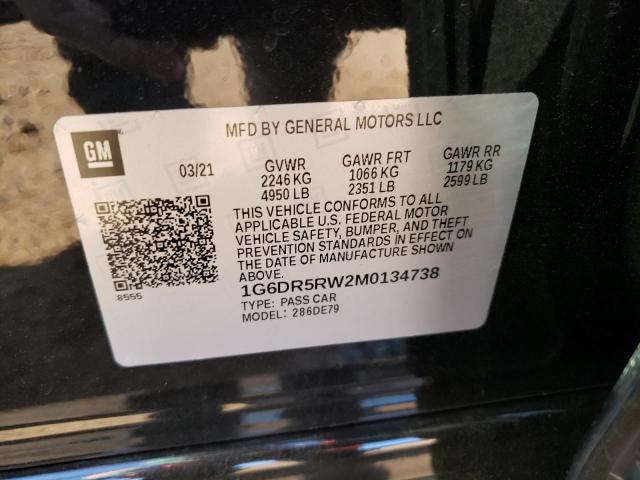 MFD BY GENERAL MOTORS LLC
GM
03/21
GVWR
2246 KG
4950 LB
GAWR FRT
1066 KG
2351 LB
GAWR RR
1179 KG
2599 LB
THIS VEHICLE CONFORMS TO ALL
APPLICABLE U.S. FEDERAL MOTOR
VEHICLE SAFETY, BUMPER, AND THEFT
PREVENTION STANDARDS IN EFFECT ON
THE DATE OF MANUFACTURE SHOWN
ABOVE.
8555
1G6DR5RW2M0134738
TYPE: PASS CAR
MODEL: 286DE79